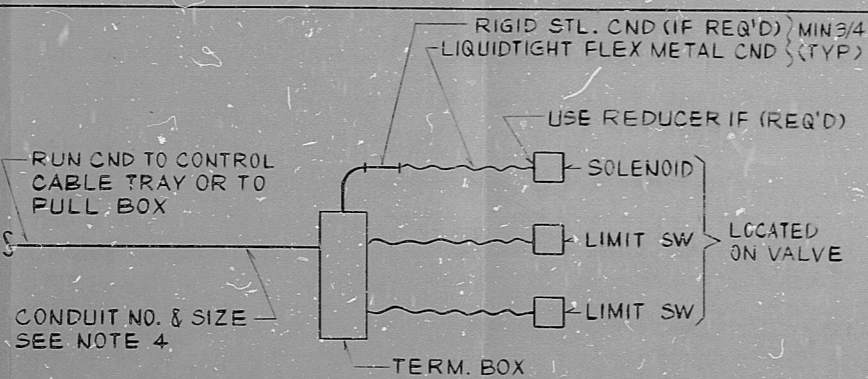 RIGID STL. CND (IF REQ'D) } MIN 3/4
LIQUIDTIGHT FLEX METAL CND } (TYP)
USE REDUCER IF (REQ'D)
RUN CND TO CONTROL
CABLE TRAY OR TO
PULL BOX
SOLENOID
LIMIT SW
LOCATED
ON VALVE
LIMIT SW
CONDUIT NO. & SIZE
SEE NOTE 4
TERM. BOX